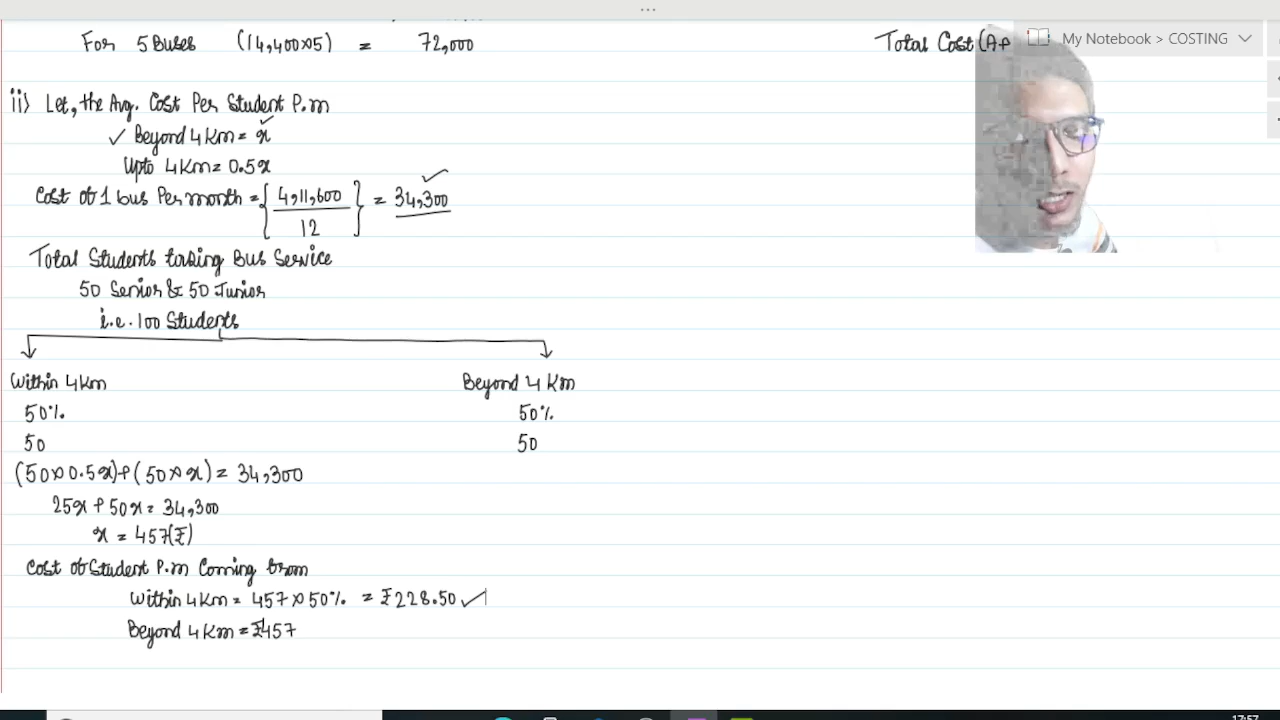 ...
For 5 Buses (14,400×5) = 72,000
Total Cost (Ap
My Notebook > COSTING
ii) Let, the Avg. Cost Per Student P.m
✓ Beyond 4 Km = x ✓
Upto 4 Km = 0.5x
Cost of 1 bus Per month = {4,11,600 / 12} = 34,300 ✓
Total Students taking Bus Service
50 Senior & 50 Junior
i.e. 100 Students
Within 4 Km Beyond 4 Km
50% 50%
50 50
(50×0.5x)+(50×x) = 34,300
25x + 50x = 34,300
x = 457(₹)
Cost of Student P.m Coming from
Within 4 Km = 457 × 50% = ₹228.50 ✓
Beyond 4 Km = ₹457
17:57